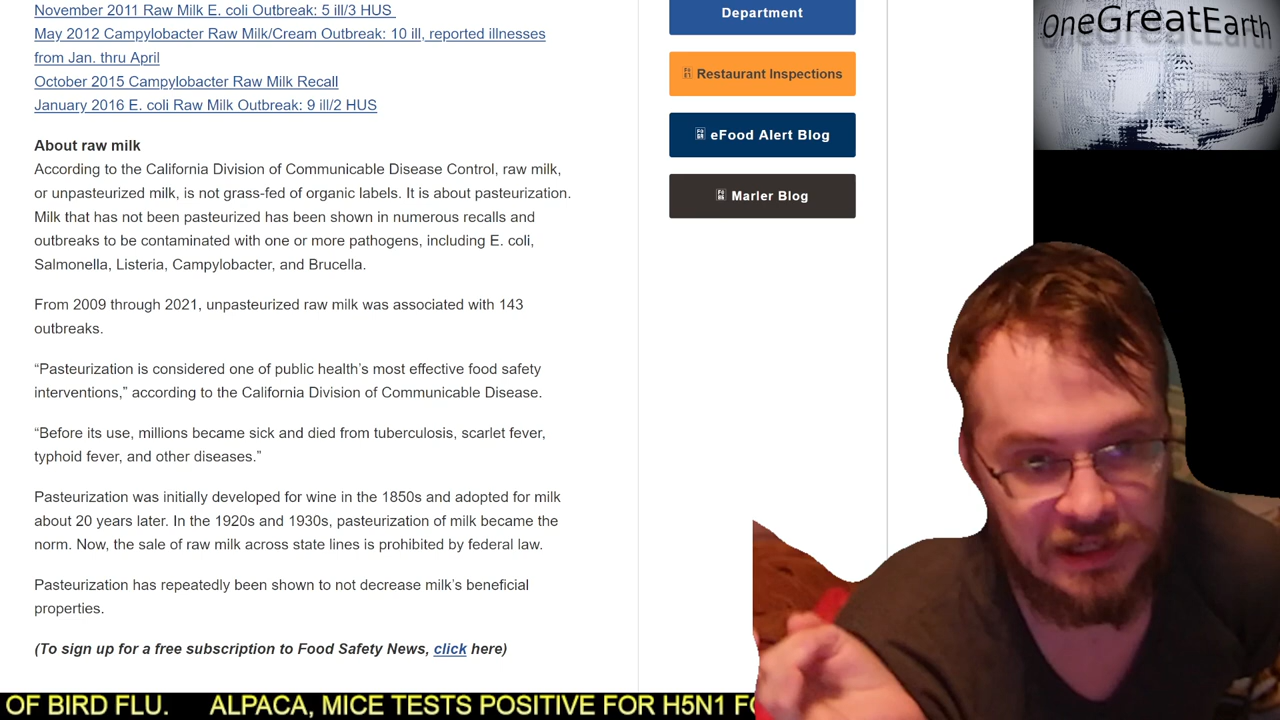 November 2011 Raw Milk E. coli Outbreak: 5 ill/3 HUS
May 2012 Campylobacter Raw Milk/Cream Outbreak: 10 ill, reported illnesses
from Jan. thru April
October 2015 Campylobacter Raw Milk Recall
January 2016 E. coli Raw Milk Outbreak: 9 ill/2 HUS
About raw milk
According to the California Division of Communicable Disease Control, raw milk,
or unpasteurized milk, is not grass-fed of organic labels. It is about pasteurization.
Milk that has not been pasteurized has been shown in numerous recalls and
outbreaks to be contaminated with one or more pathogens, including E. coli,
Salmonella, Listeria, Campylobacter, and Brucella.
From 2009 through 2021, unpasteurized raw milk was associated with 143
outbreaks.
“Pasteurization is considered one of public health’s most effective food safety
interventions,” according to the California Division of Communicable Disease.
“Before its use, millions became sick and died from tuberculosis, scarlet fever,
typhoid fever, and other diseases.”
Pasteurization was initially developed for wine in the 1850s and adopted for milk
about 20 years later. In the 1920s and 1930s, pasteurization of milk became the
norm. Now, the sale of raw milk across state lines is prohibited by federal law.
Pasteurization has repeatedly been shown to not decrease milk’s beneficial
properties.
(To sign up for a free subscription to Food Safety News, click here)
Department
Restaurant Inspections
eFood Alert Blog
Marler Blog
OneGreatEarth
OF BIRD FLU. ALPACA, MICE TESTS POSITIVE FOR H5N1